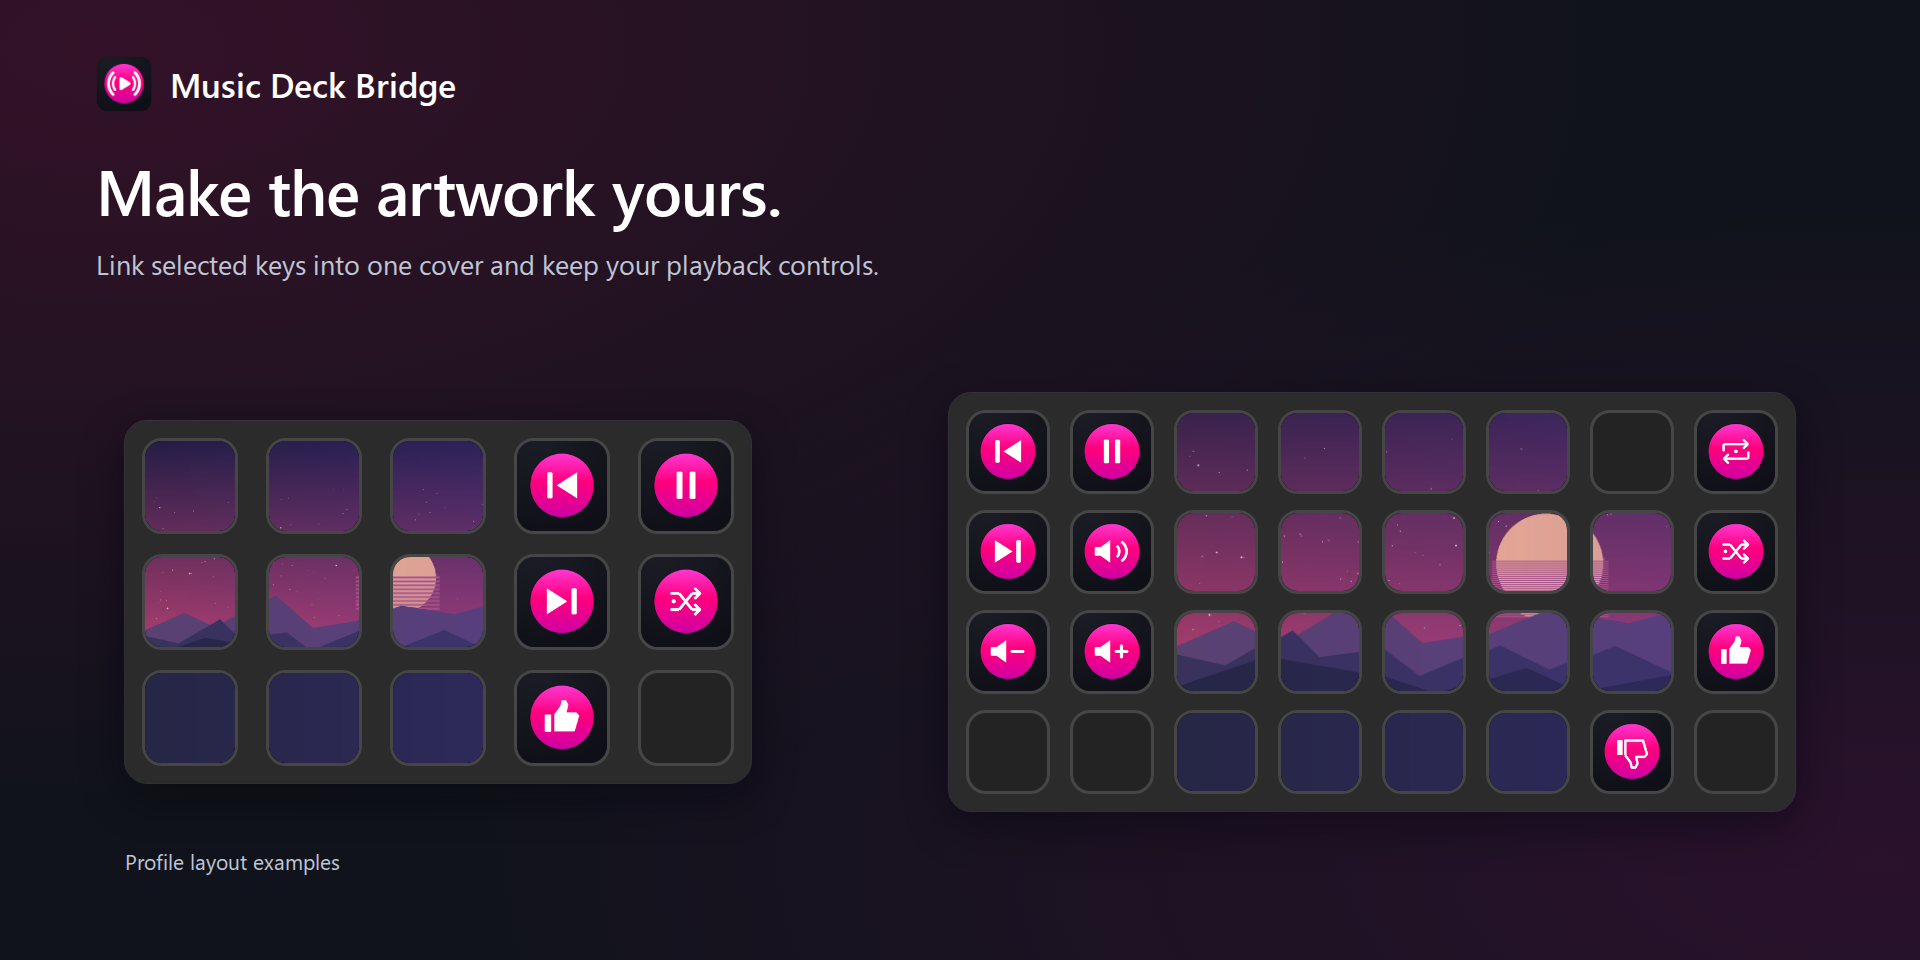 Music Deck Bridge
Make the artwork yours.
Link selected keys into one cover and keep your playback controls.
Profile layout examples